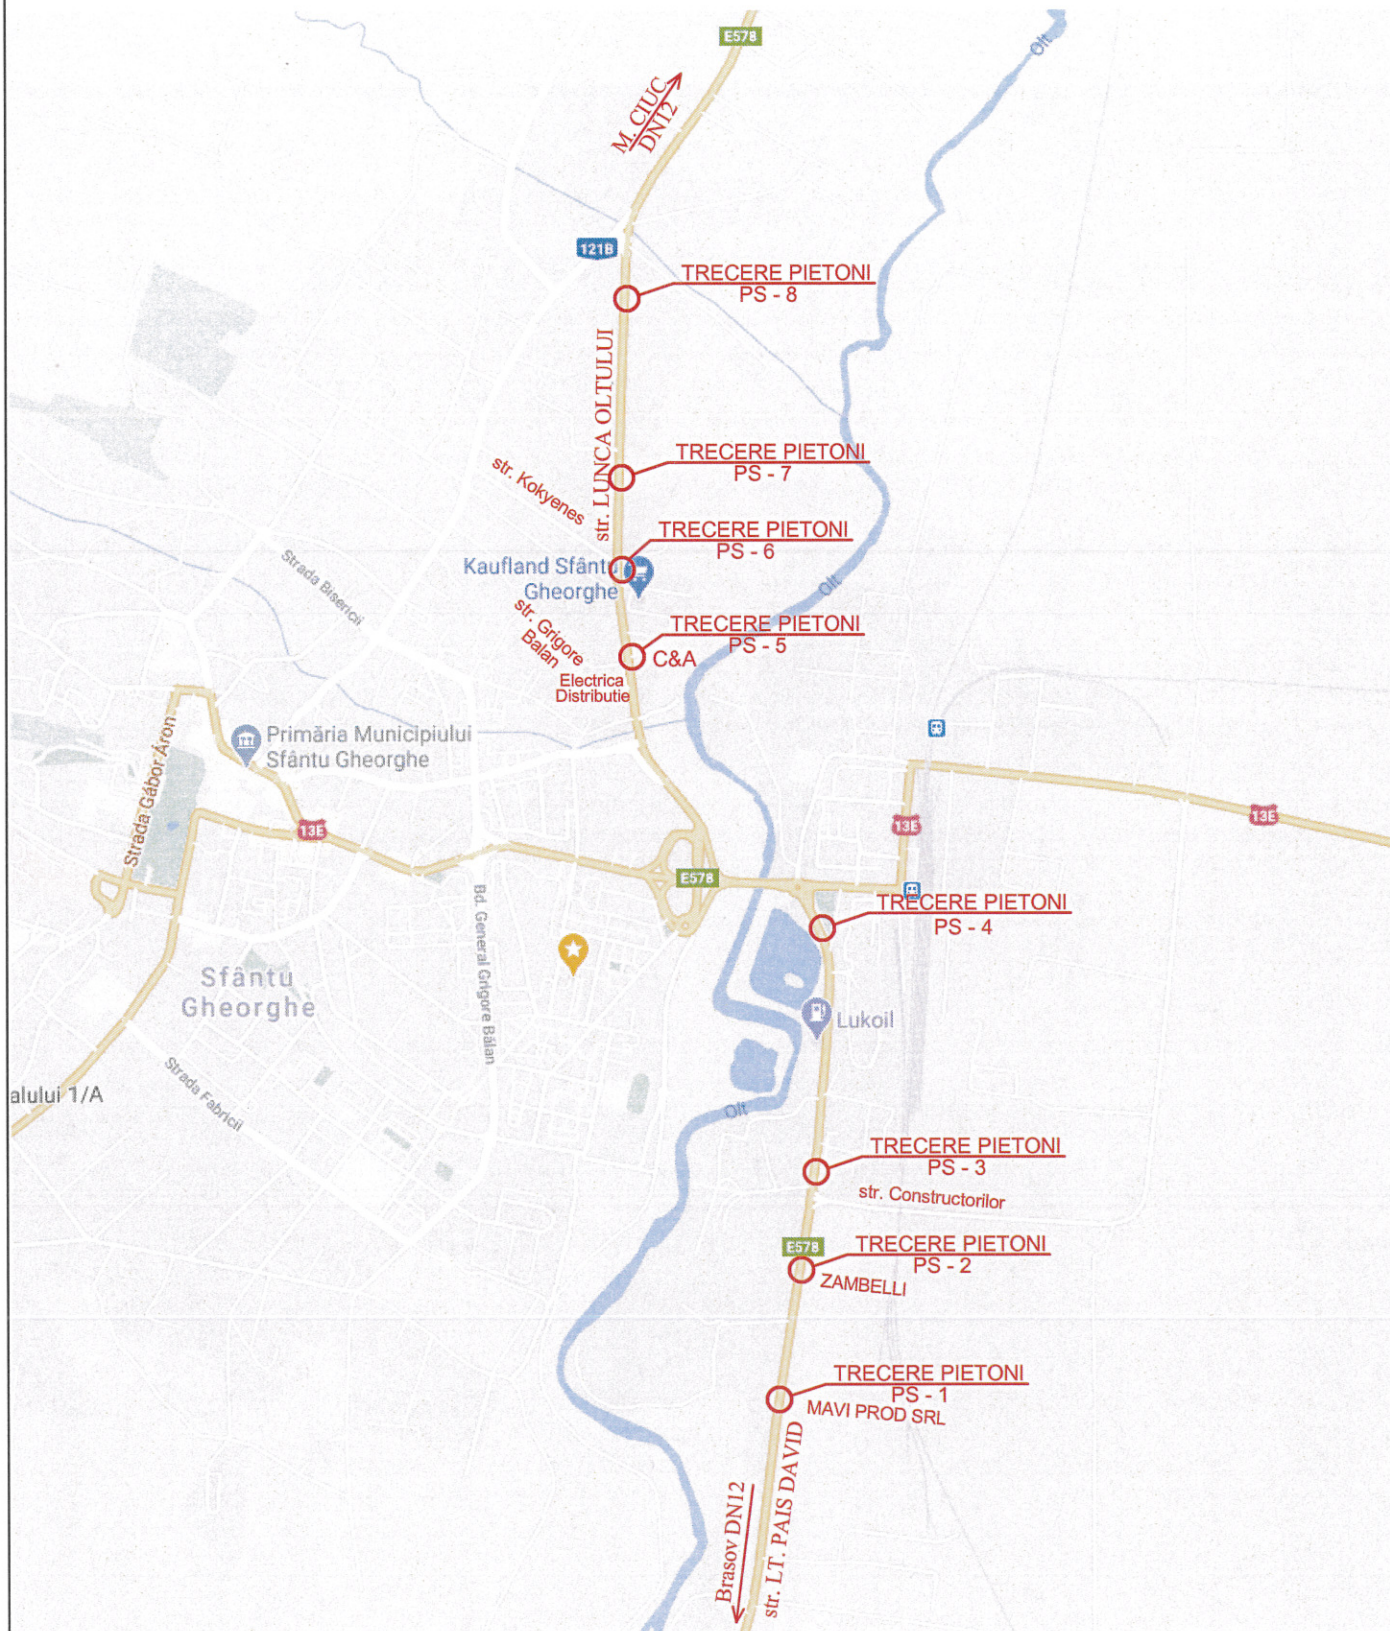 E578
Olt
M. CIUC
DN12
121B
TRECERE PIETONI
PS - 8
str. LUNCA OLTULUI
TRECERE PIETONI
PS - 7
str. Kokyenes
TRECERE PIETONI
PS - 6
Kaufland Sfântu
Gheorghe
Olt
Strada Bisericii
str. Grigore
Balan
TRECERE PIETONI
PS - 5
C&A
Electrica
Distributie
Primăria Municipiului
Sfântu Gheorghe
Strada Gábor Áron
13E
13E
13E
E578
TRECERE PIETONI
PS - 4
Bd. General Grigore Bălan
Sfântu
Gheorghe
Lukoil
Strada Fabricii
alului 1/A
Olt
TRECERE PIETONI
PS - 3
str. Constructorilor
E578
TRECERE PIETONI
PS - 2
ZAMBELLI
TRECERE PIETONI
PS - 1
MAVI PROD SRL
Brasov DN12
str. LT. PAIS DAVID